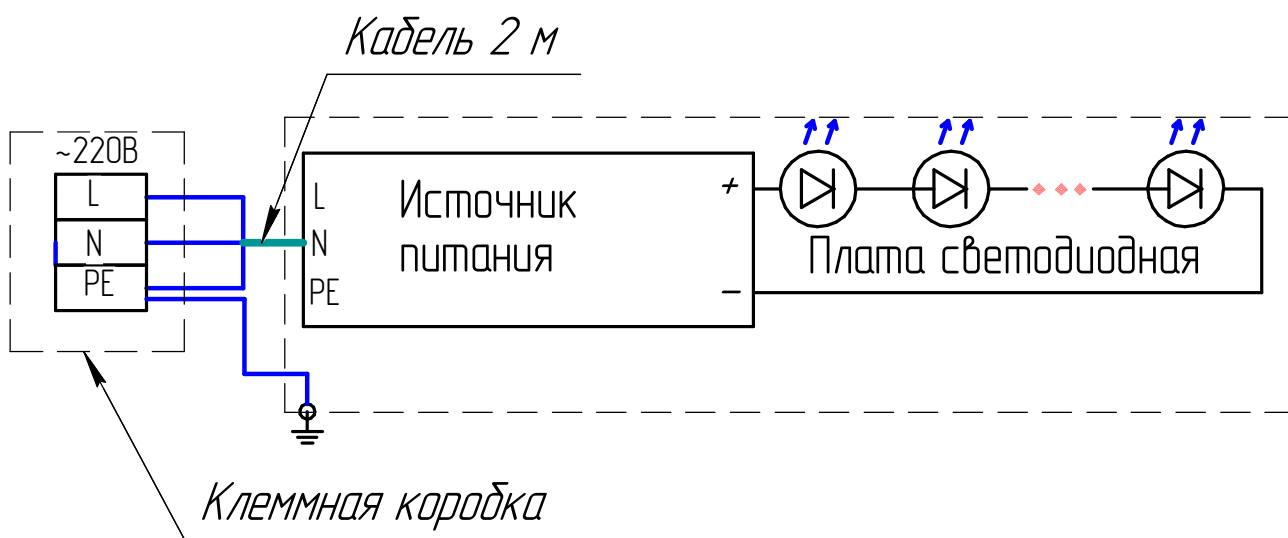 Кабель 2 м
~220В
L
N
PE
L
N
PE
Источник
питания
+
−
Плата светодиодная
Клеммная коробка